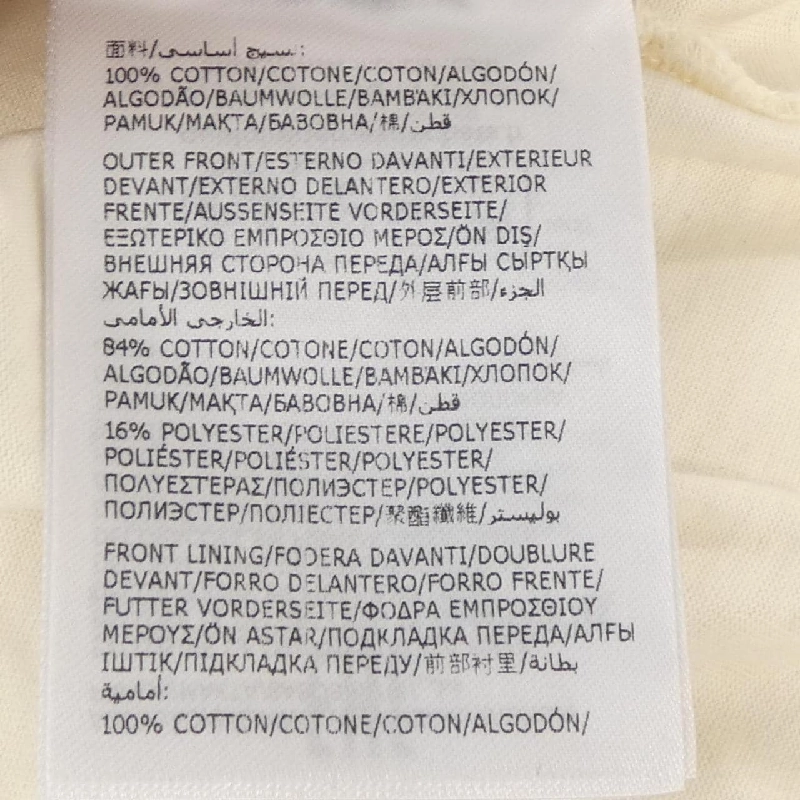 面料/نسيج أساسي:
100% COTTON/COTONE/COTON/ALGODÓN/
ALGODÃO/BAUMWOLLE/ΒΑΜΒΆΚΙ/ХЛОПОК/
PAMUK/МАҚТА/БАВОВНА/棉/قطن
OUTER FRONT/ESTERNO DAVANTI/EXTERIEUR
DEVANT/EXTERNO DELANTERO/EXTERIOR
FRENTE/AUSSENSEITE VORDERSEITE/
ΕΞΩΤΕΡΙΚΟ ΕΜΠΡΟΣΘΙΟ ΜΕΡΟΣ/ÖN DIŞ/
ВНЕШНЯЯ СТОРОНА ПЕРЕДА/АЛҒЫ СЫРТҚЫ
ЖАҒЫ/ЗОВНІШНІЙ ПЕРЕД/外层前部/الجزء
الخارجي الأمامي:
84% COTTON/COTONE/COTON/ALGODÓN/
ALGODÃO/BAUMWOLLE/ΒΑΜΒΆΚΙ/ХЛОПОК/
PAMUK/МАҚТА/БАВОВНА/棉/قطن
16% POLYESTER/POLIESTERE/POLYESTER/
POLIÉSTER/POLIÉSTER/POLYESTER/
ΠΟΛΥΕΣΤΕΡΑΣ/ПОЛИЭСТЕР/POLYESTER/
ПОЛИЭСТЕР/ПОЛІЕСТЕР/聚酯纖維/بوليستر
FRONT LINING/FODERA DAVANTI/DOUBLURE
DEVANT/FORRO DELANTERO/FORRO FRENTE/
FUTTER VORDERSEITE/ΦΟΔΡΑ ΕΜΠΡΟΣΘΙΟΥ
ΜΕΡΟΥΣ/ÖN ASTAR/ПОДКЛАДКА ПЕРЕДА/АЛҒЫ
ІШТІК/ПІДКЛАДКА ПЕРЕДУ/前部衬里/بطانة
أمامية:
100% COTTON/COTONE/COTON/ALGODÓN/